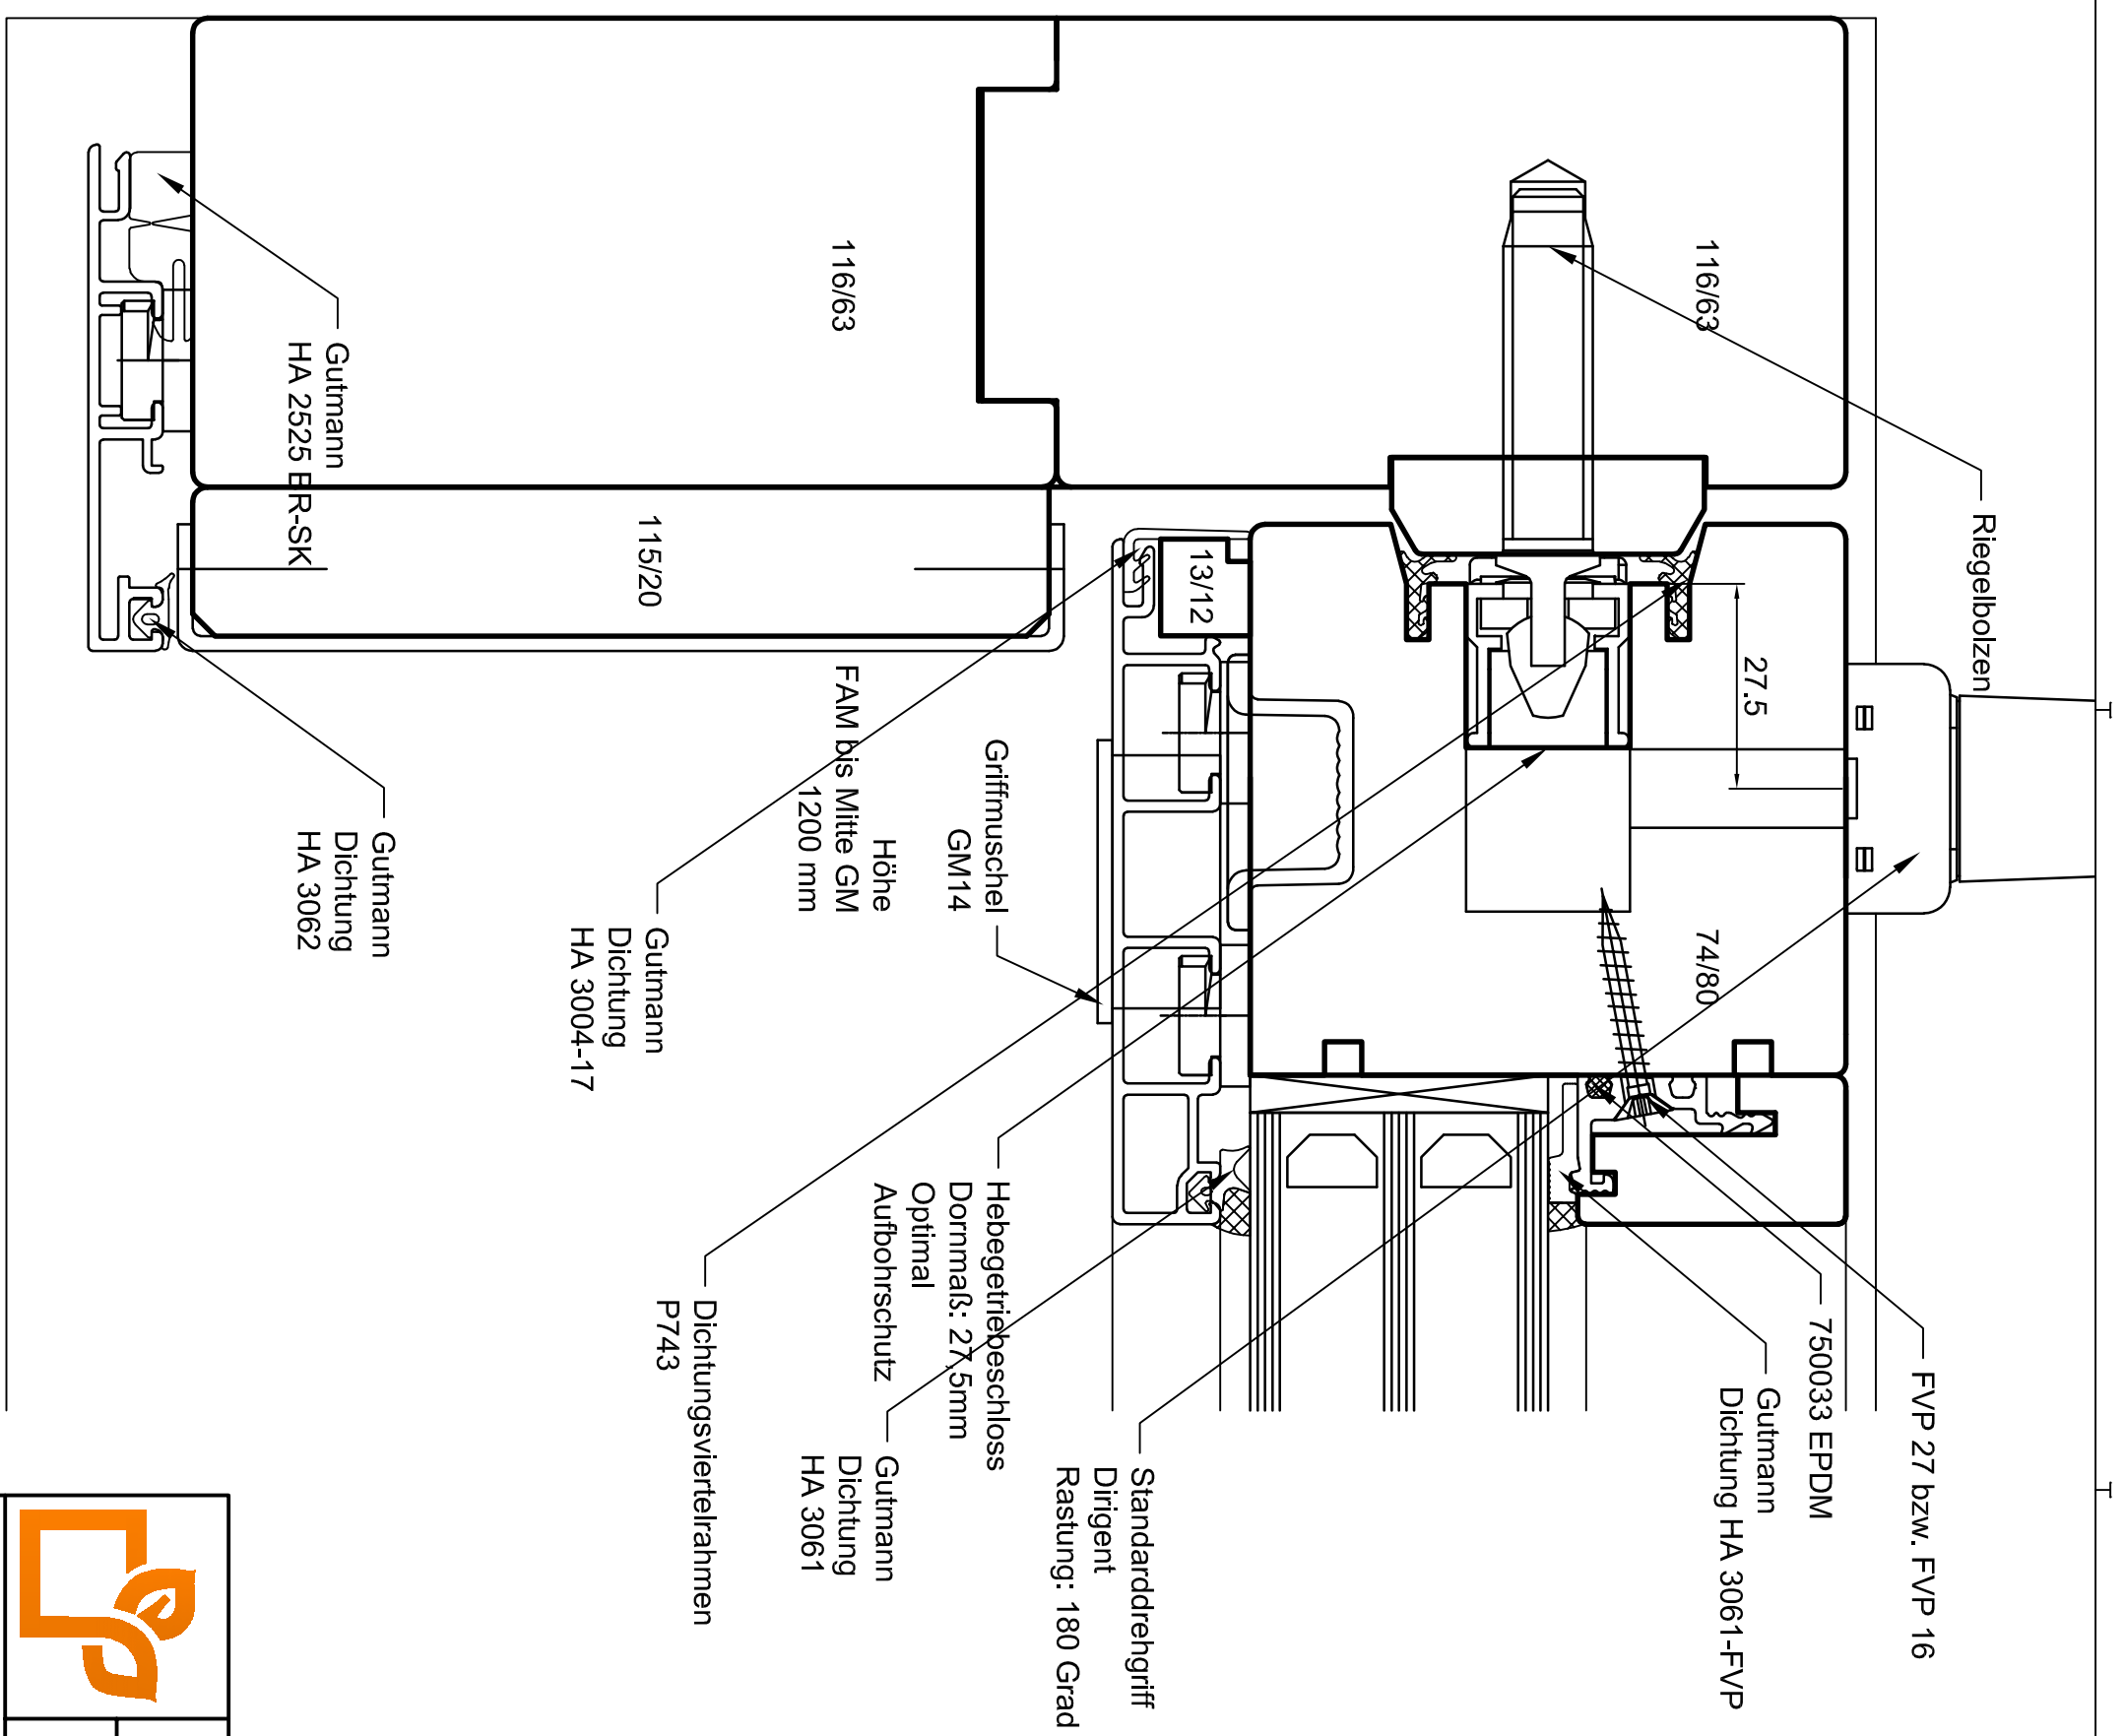 Riegelbolzen
116/63
116/63
Gutmann
HA 2525 ER-SK
115/20
13/12
27.5
74/80
FAM bis Mitte GM
1200 mm
Höhe
Griffmuschel
GM14
Gutmann
Dichtung
HA 3062
Gutmann
Dichtung
HA 3004-17
Hebegetriebeschloss
Dornmaß: 27,5mm
Optimal
Aufbohrschutz
Dichtungsviertelrahmen
P743
Gutmann
Dichtung
HA 3061
Standarddrehgriff
Dirigent
Rastung: 180 Grad
Gutmann
Dichtung HA 3061-FVP
750033 EPDM
FVP 27 bzw. FVP 16